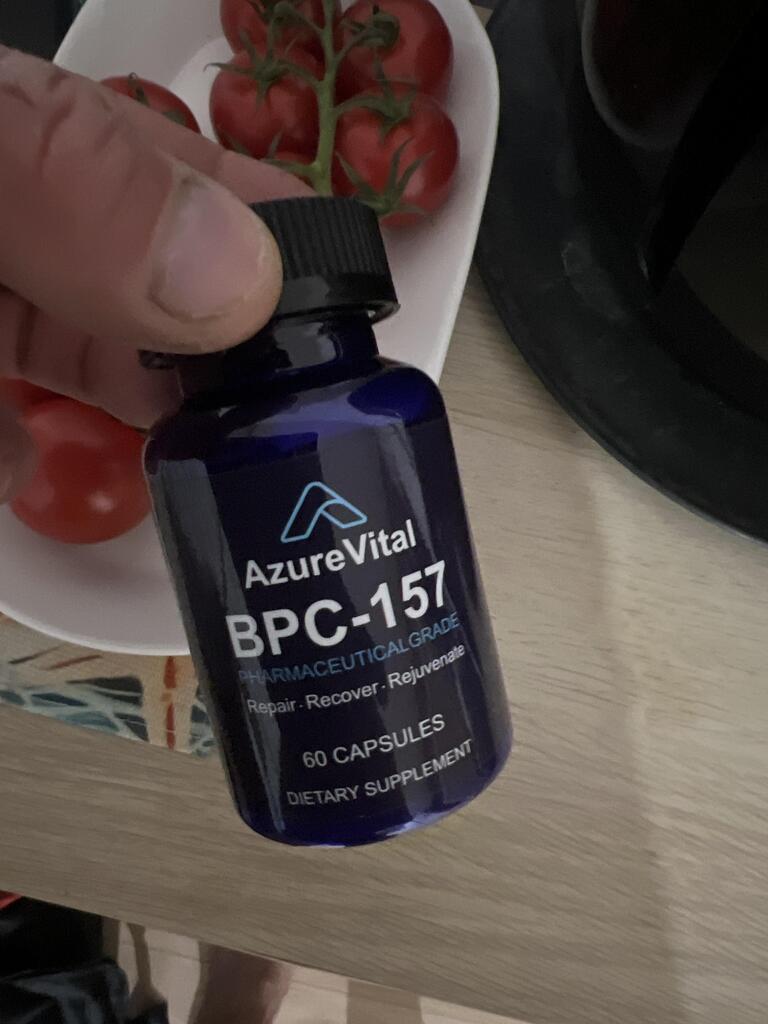 AzureVital
BPC-157
PHARMACEUTICAL GRADE
Repair · Recover · Rejuvenate
60 CAPSULES
DIETARY SUPPLEMENT